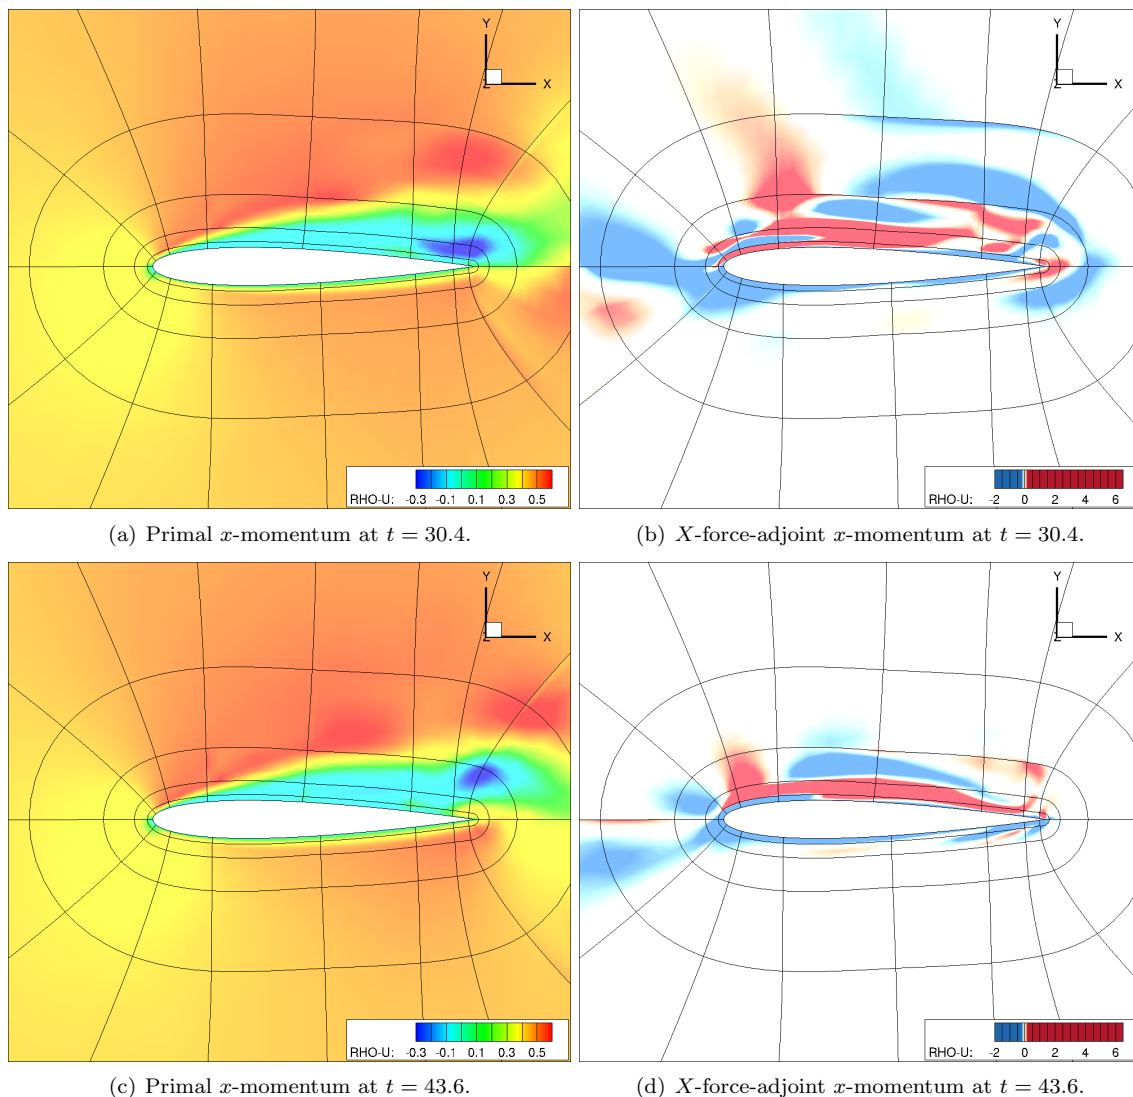 Y
Z X
RHO-U: -0.3 -0.1 0.1 0.3 0.5
Y
Z X
RHO-U: -2 0 2 4 6
(a) Primal x-momentum at t = 30.4.
(b) X-force-adjoint x-momentum at t = 30.4.
Y
Z X
RHO-U: -0.3 -0.1 0.1 0.3 0.5
Y
Z X
RHO-U: -2 0 2 4 6
(c) Primal x-momentum at t = 43.6.
(d) X-force-adjoint x-momentum at t = 43.6.